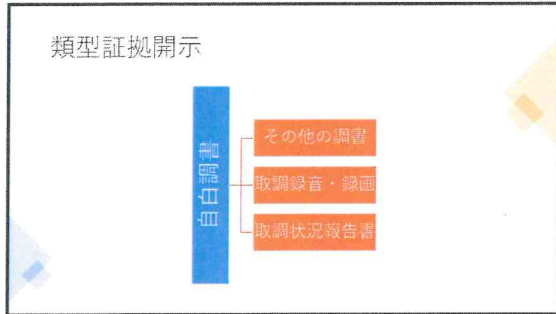 類型証拠開示
自白調書
その他の調書
取調録音・録画
取調状況報告書